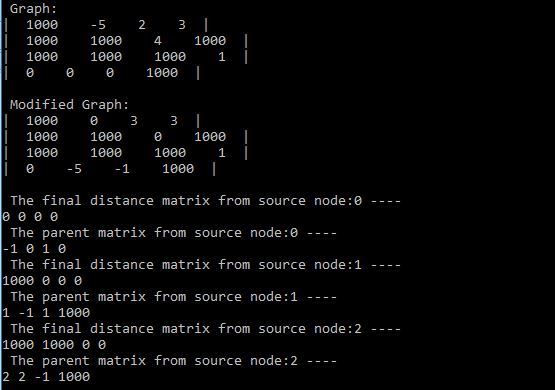 Graph:
|  1000    -5    2    3  |
|  1000    1000    4    1000  |
|  1000    1000    1000    1  |
|  0    0    0    1000  |
Modified Graph:
|  1000    0    3    3  |
|  1000    1000    0    1000  |
|  1000    1000    1000    1  |
|  0    -5    -1    1000  |
The final distance matrix from source node:0 ----
0 0 0 0
The parent matrix from source node:0 ----
-1 0 1 0
The final distance matrix from source node:1 ----
1000 0 0 0
The parent matrix from source node:1 ----
1 -1 1 1000
The final distance matrix from source node:2 ----
1000 1000 0 0
The parent matrix from source node:2 ----
2 2 -1 1000